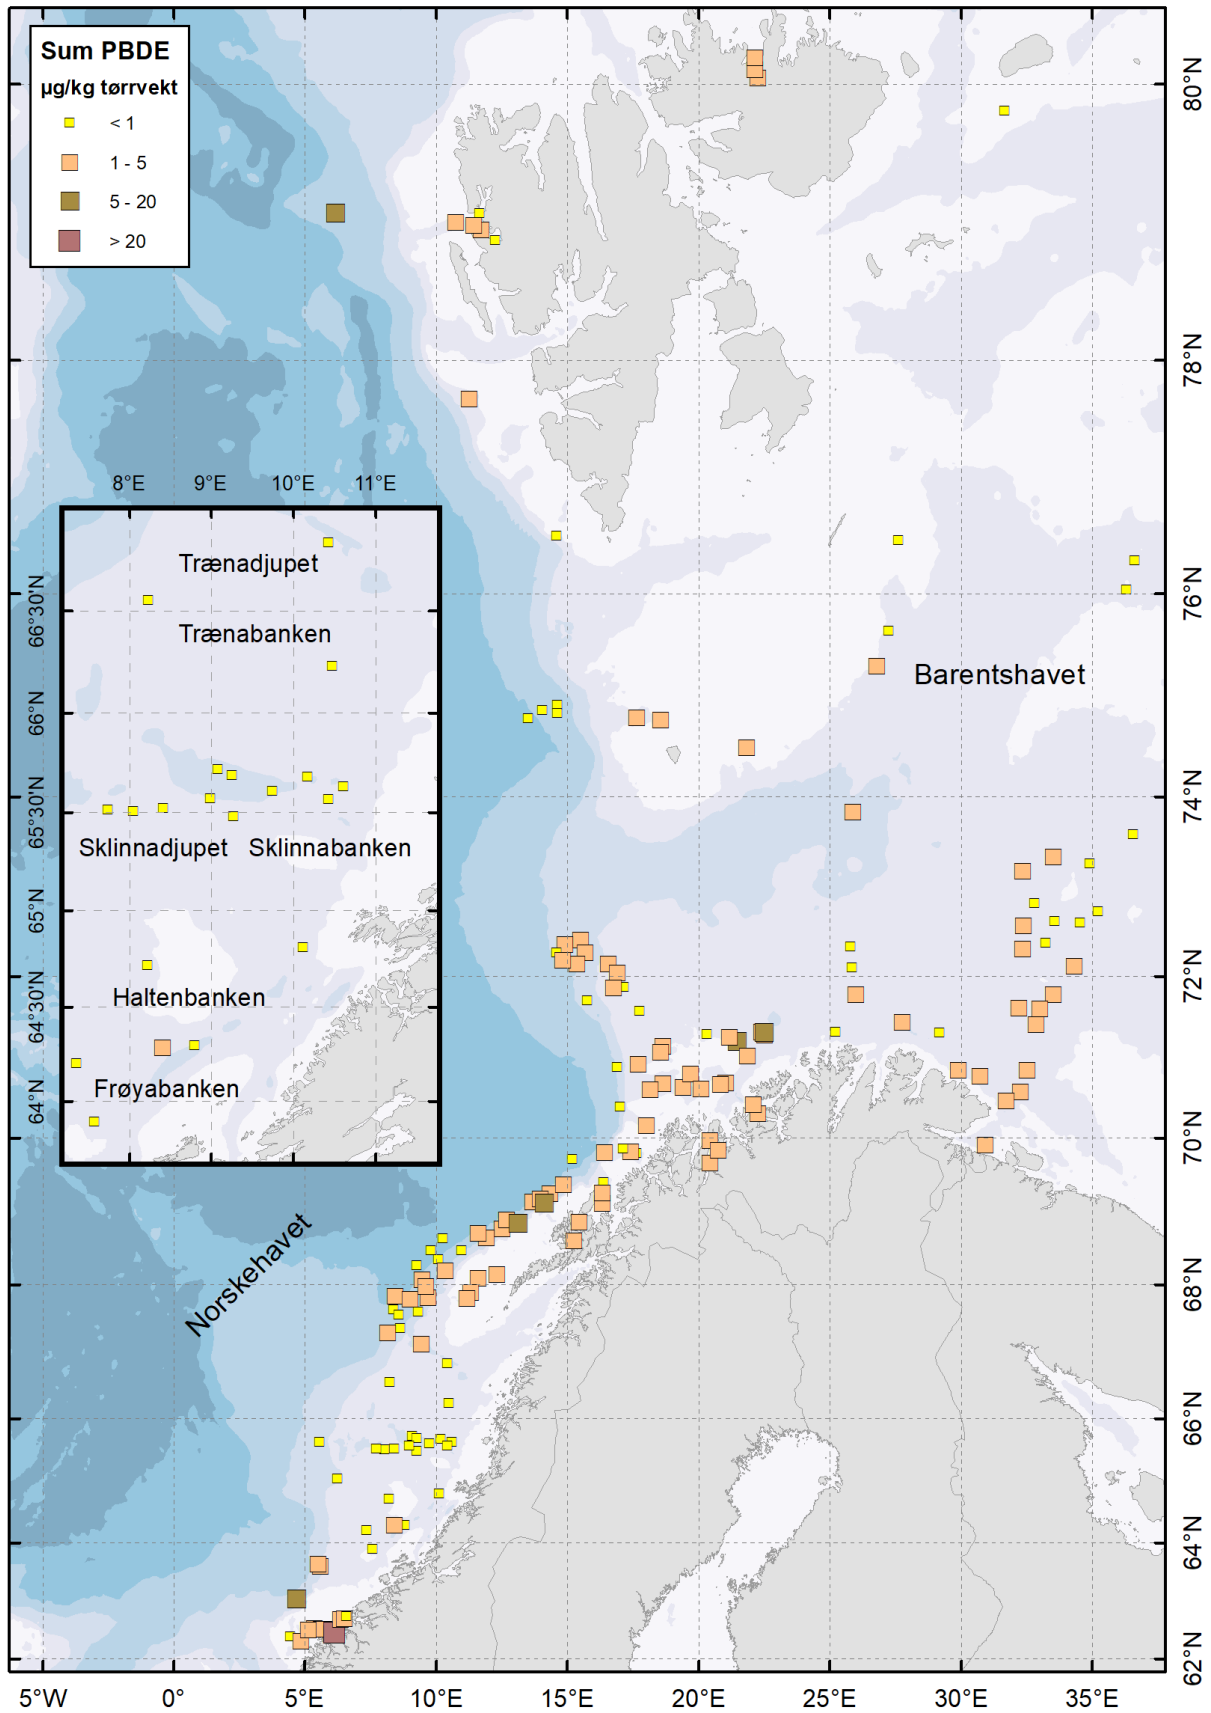 Sum PBDE
µg/kg tørrvekt
< 1
1 - 5
5 - 20
> 20
80°N
78°N
76°N
74°N
72°N
70°N
68°N
66°N
64°N
62°N
8°E 9°E 10°E 11°E
66°30'N
66°N
65°30'N
65°N
64°30'N
64°N
Trænadjupet
Trænabanken
Sklinnadjupet Sklinnabanken
Haltenbanken
Frøyabanken
Barentshavet
Norskehavet
5°W 0° 5°E 10°E 15°E 20°E 25°E 30°E 35°E